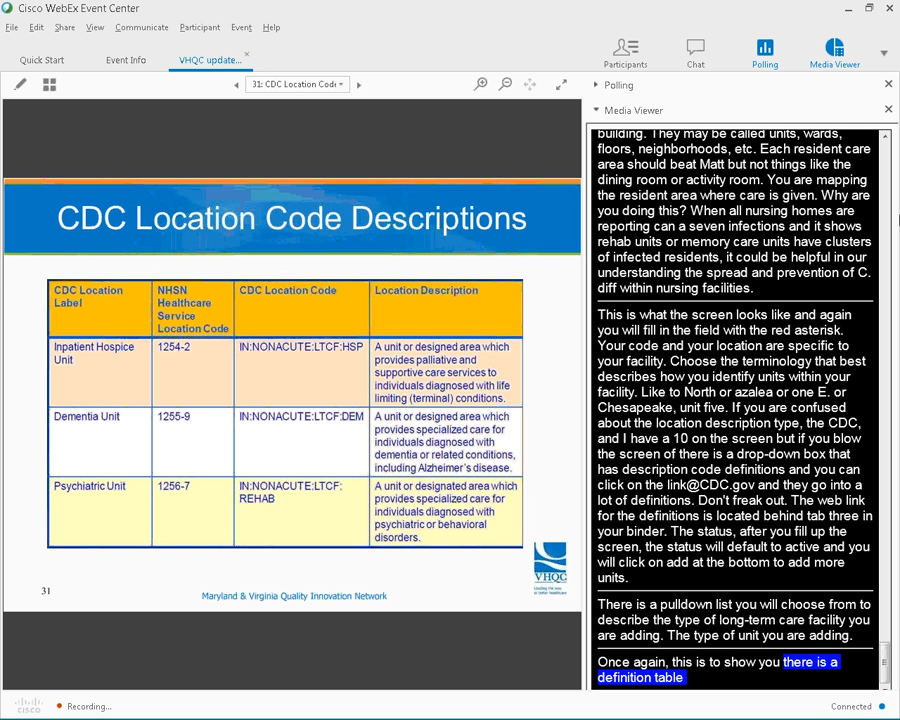 Cisco WebEx Event Center
File Edit Share View Communicate Participant Event Help
Quick Start Event Info VHQC update...
Participants Chat Polling Media Viewer
31: CDC Location Code
CDC Location Code Descriptions
CDC Location Label
NHSN Healthcare Service Location Code
CDC Location Code
Location Description
Inpatient Hospice Unit
1254-2
IN:NONACUTE:LTCF:HSP
A unit or designed area which
provides palliative and
supportive care services to
individuals diagnosed with life
limiting (terminal) conditions.
Dementia Unit
1255-9
IN:NONACUTE:LTCF:DEM
A unit or designed area which
provides specialized care for
individuals diagnosed with
dementia or related conditions,
including Alzheimer's disease.
Psychiatric Unit
1256-7
IN:NONACUTE:LTCF:
REHAB
A unit or designated area which
provides specialized care for
individuals diagnosed with
psychiatric or behavioral
disorders.
VHQC
31
Maryland & Virginia Quality Innovation Network
Polling
Media Viewer
building. They may be called units, wards,
floors, neighborhoods, etc. Each resident care
area should beat Matt but not things like the
dining room or activity room. You are mapping
the resident area where care is given. Why are
you doing this? When all nursing homes are
reporting can a seven infections and it shows
rehab units or memory care units have clusters
of infected residents, it could be helpful in our
understanding the spread and prevention of C.
diff within nursing facilities.
This is what the screen looks like and again
you will fill in the field with the red asterisk.
Your code and your location are specific to
your facility. Choose the terminology that best
describes how you identify units within your
facility. Like to North or azalea or one E. or
Chesapeake, unit five. If you are confused
about the location description type, the CDC,
and I have a 10 on the screen but if you blow
the screen of there is a drop-down box that
has description code definitions and you can
click on the link@CDC.gov and they go into a
lot of definitions. Don't freak out. The web link
for the definitions is located behind tab three in
your binder. The status, after you fill up the
screen, the status will default to active and you
will click on add at the bottom to add more
units.
There is a pulldown list you will choose from to
describe the type of long-term care facility you
are adding. The type of unit you are adding.
Once again, this is to show you there is a
definition table
cisco
Recording...
Connected